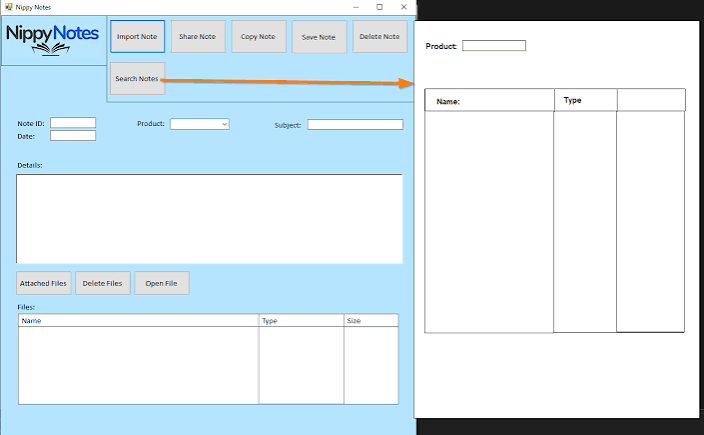 Nippy Notes
NippyNotes
Import Note
Share Note
Copy Note
Save Note
Delete Note
Search Notes
Note ID:
Product:
Subject:
Date:
Details:
Attached Files
Delete Files
Open File
Files:
Name Type Size
Product:
Name: Type